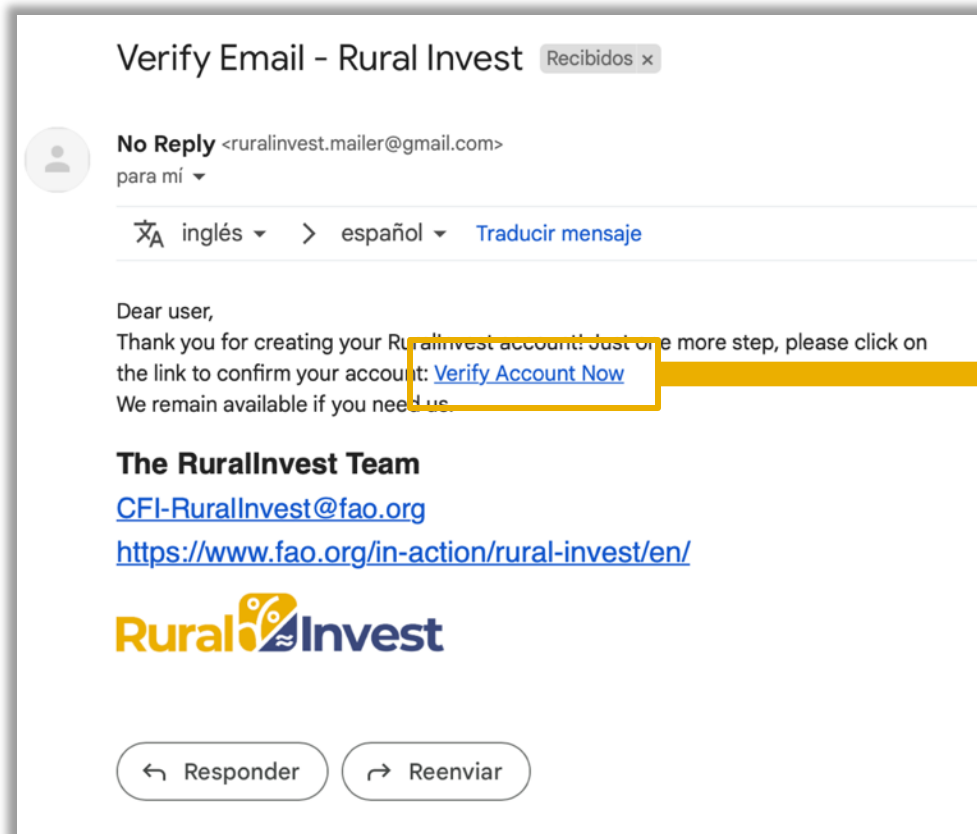 Verify Email - Rural Invest Recibidos ×
No Reply <ruralinvest.mailer@gmail.com>
para mí
inglés > español Traducir mensaje
Dear user,
Thank you for creating your RuralInvest account! Just one more step, please click on
the link to confirm your account: Verify Account Now
We remain available if you need us.
The RuralInvest Team
CFI-RuralInvest@fao.org
https://www.fao.org/in-action/rural-invest/en/
Rural Invest
Responder Reenviar